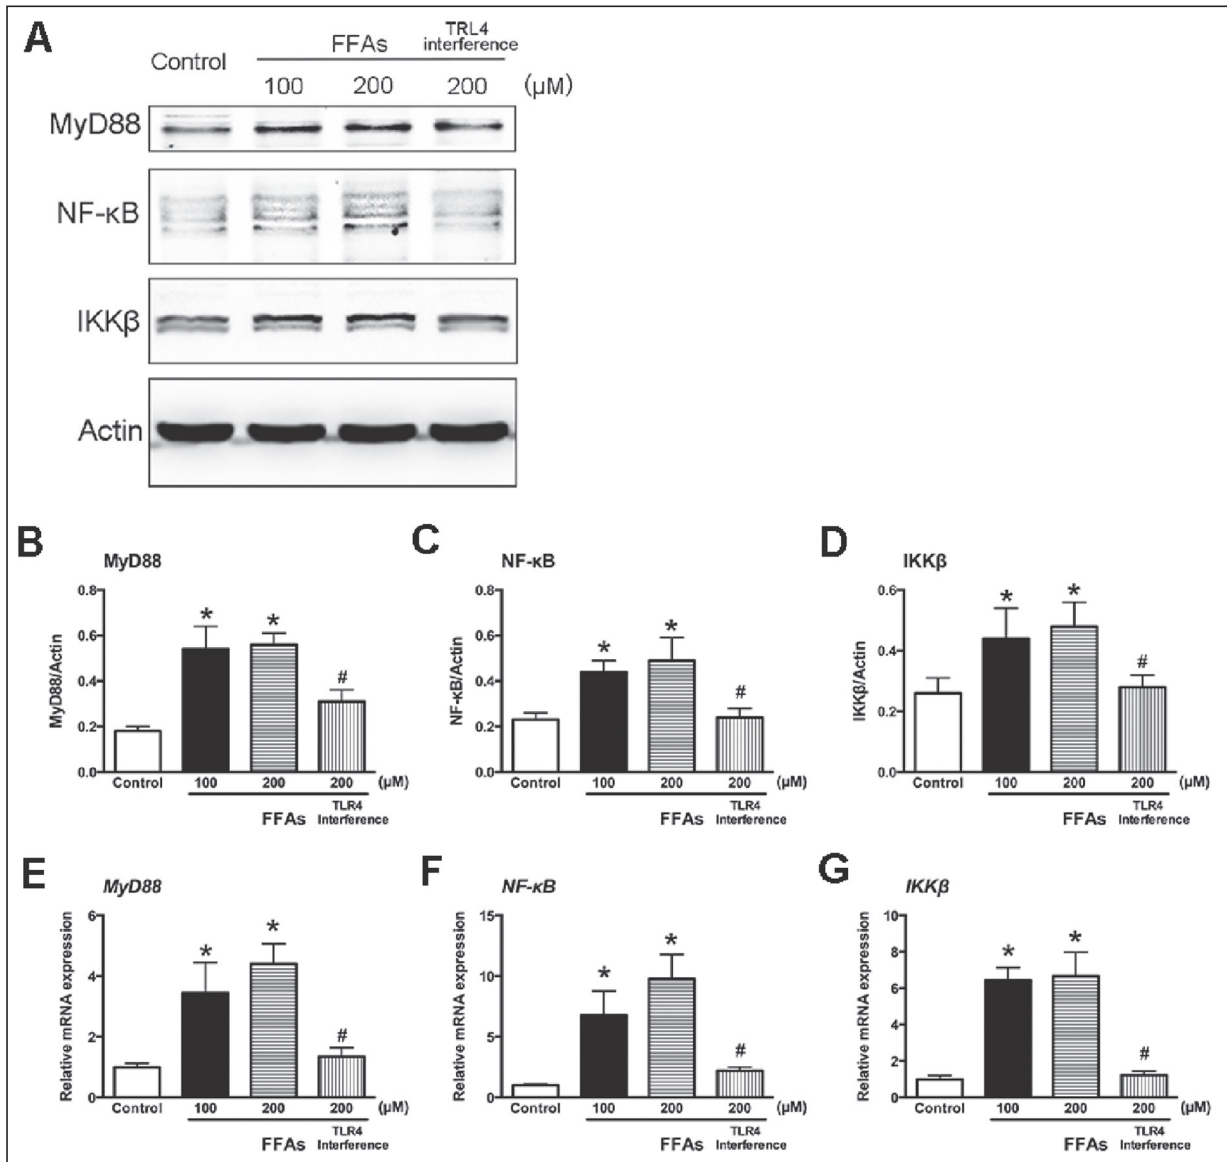 A
Control
FFAs
TRL4
interference
100
200
200
(μM)
MyD88
NF-κB
IKKβ
Actin
B
MyD88
MyD88/Actin
0.8
0.6
0.4
0.2
0.0
*
*
#
Control
100
200
200
(μM)
FFAs
TLR4
Interference
C
NF-κB
NF-κB/Actin
0.8
0.6
0.4
0.2
0.0
*
*
#
Control
100
200
200
(μM)
FFAs
TLR4
Interference
D
IKKβ
IKKβ/Actin
0.6
0.4
0.2
0.0
*
*
#
Control
100
200
200
(μM)
FFAs
TLR4
Interference
E
MyD88
Relative mRNA expression
6
4
2
0
*
*
#
Control
100
200
200
(μM)
FFAs
TLR4
Interference
F
NF-κB
Relative mRNA expression
15
10
5
0
*
*
#
Control
100
200
200
(μM)
FFAs
TLR4
Interference
G
IKKβ
Relative mRNA expression
10
8
6
4
2
0
*
*
#
Control
100
200
200
(μM)
FFAs
TLR4
Interference